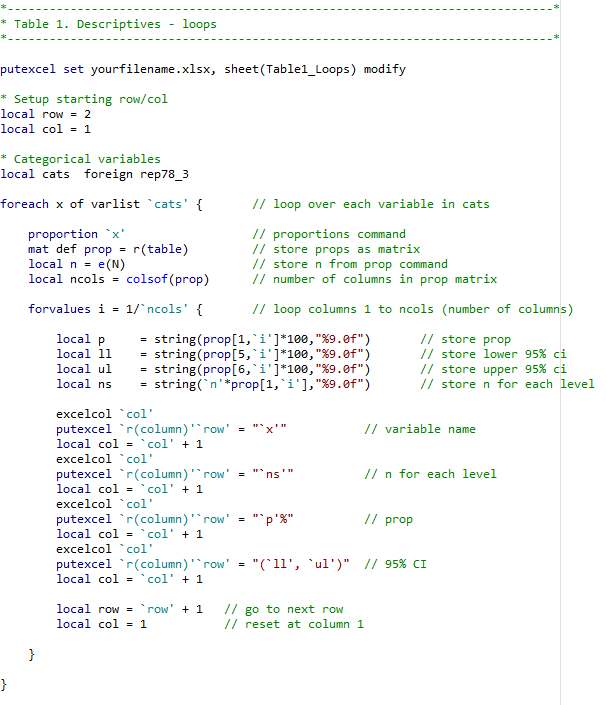 *------------------------------------------------------------------------------*
* Table 1. Descriptives - loops
*------------------------------------------------------------------------------*
putexcel set yourfilename.xlsx, sheet(Table1_Loops) modify
* Setup starting row/col
local row = 2
local col = 1
* Categorical variables
local cats  foreign rep78_3
foreach x of varlist `cats' {       // loop over each variable in cats
    proportion `x'                  // proportions command
    mat def prop = r(table)         // store props as matrix
    local n = e(N)                  // store n from prop command
    local ncols = colsof(prop)      // number of columns in prop matrix
    forvalues i = 1/`ncols' {       // loop columns 1 to ncols (number of columns)
        local p     = string(prop[1,`i']*100,"%9.0f")       // store prop
        local ll    = string(prop[5,`i']*100,"%9.0f")       // store lower 95% ci
        local ul    = string(prop[6,`i']*100,"%9.0f")       // store upper 95% ci
        local ns    = string(`n'*prop[1,`i'],"%9.0f")       // store n for each level
        excelcol `col'
        putexcel `r(column)'`row' = "`x'"           // variable name
        local col = `col' + 1
        excelcol `col'
        putexcel `r(column)'`row' = "`ns'"          // n for each level
        local col = `col' + 1
        excelcol `col'
        putexcel `r(column)'`row' = "`p'%"          // prop
        local col = `col' + 1
        excelcol `col'
        putexcel `r(column)'`row' = "(`ll', `ul')"  // 95% CI
        local col = `col' + 1
        local row = `row' + 1   // go to next row
        local col = 1           // reset at column 1
    }
}